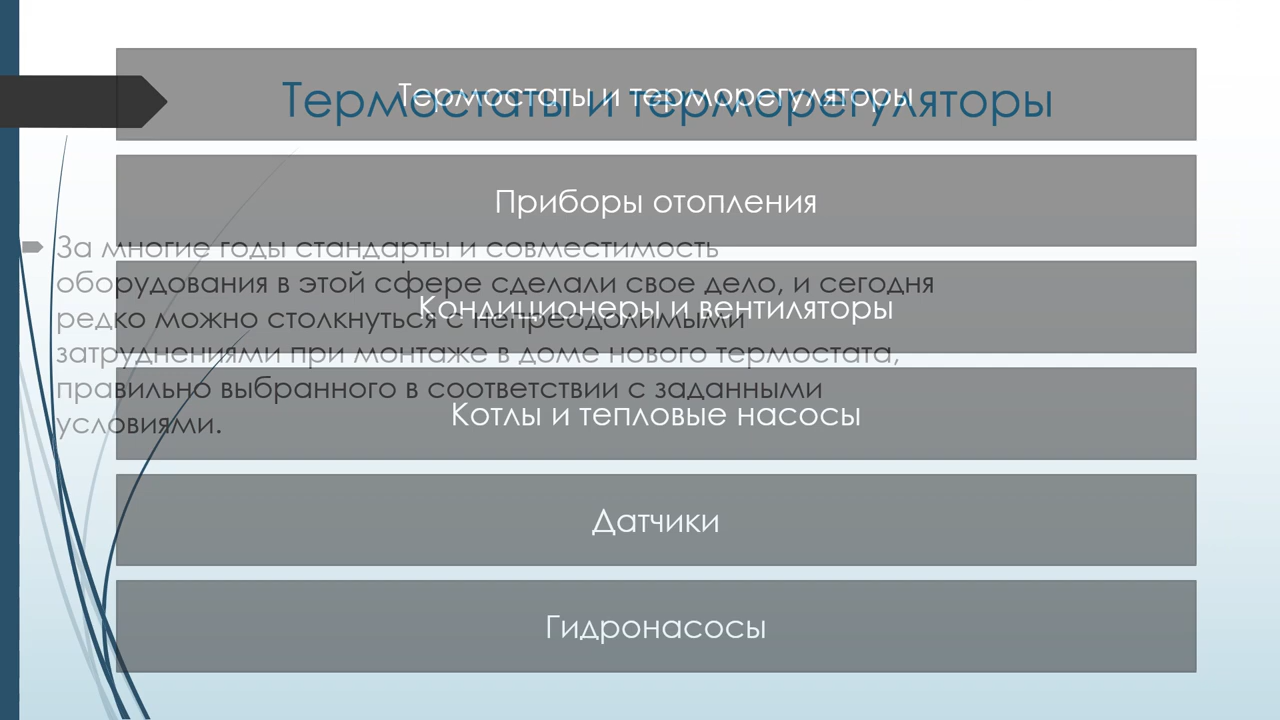 Термостаты и терморегуляторы
Термостаты и терморегуляторы
Приборы отопления
За многие годы стандарты и совместимость
оборудования в этой сфере сделали свое дело, и сегодня
редко можно столкнуться с непреодолимыми
затруднениями при монтаже в доме нового термостата,
правильно выбранного в соответствии с заданными
условиями.
Кондиционеры и вентиляторы
Котлы и тепловые насосы
Датчики
Гидронасосы